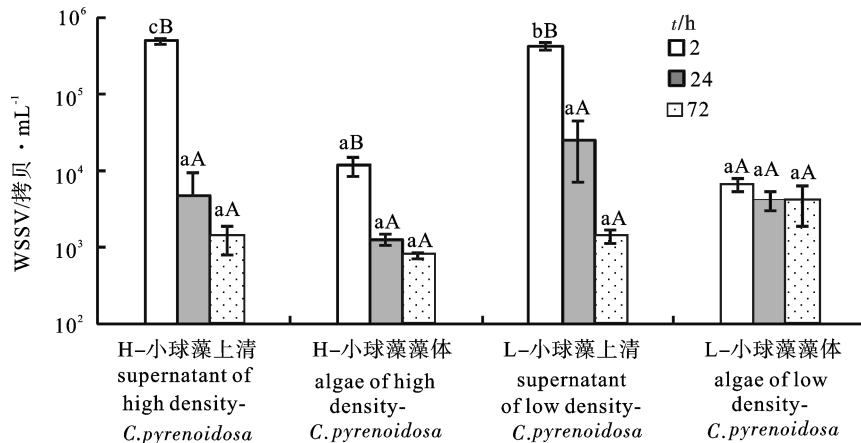 WSSV/拷贝·mL⁻¹
10⁶
10⁵
10⁴
10³
10²
t/h
2
24
72
cB
aA
aA
aB
aA
aA
bB
aA
aA
aA
aA
aA
H-小球藻上清
supernatant of
high density-
C.pyrenoidosa
H-小球藻藻体
algae of high
density-
C.pyrenoidosa
L-小球藻上清
supernatant
of low density-
C.pyrenoidosa
L-小球藻藻体
algae of low
density-
C.pyrenoidosa